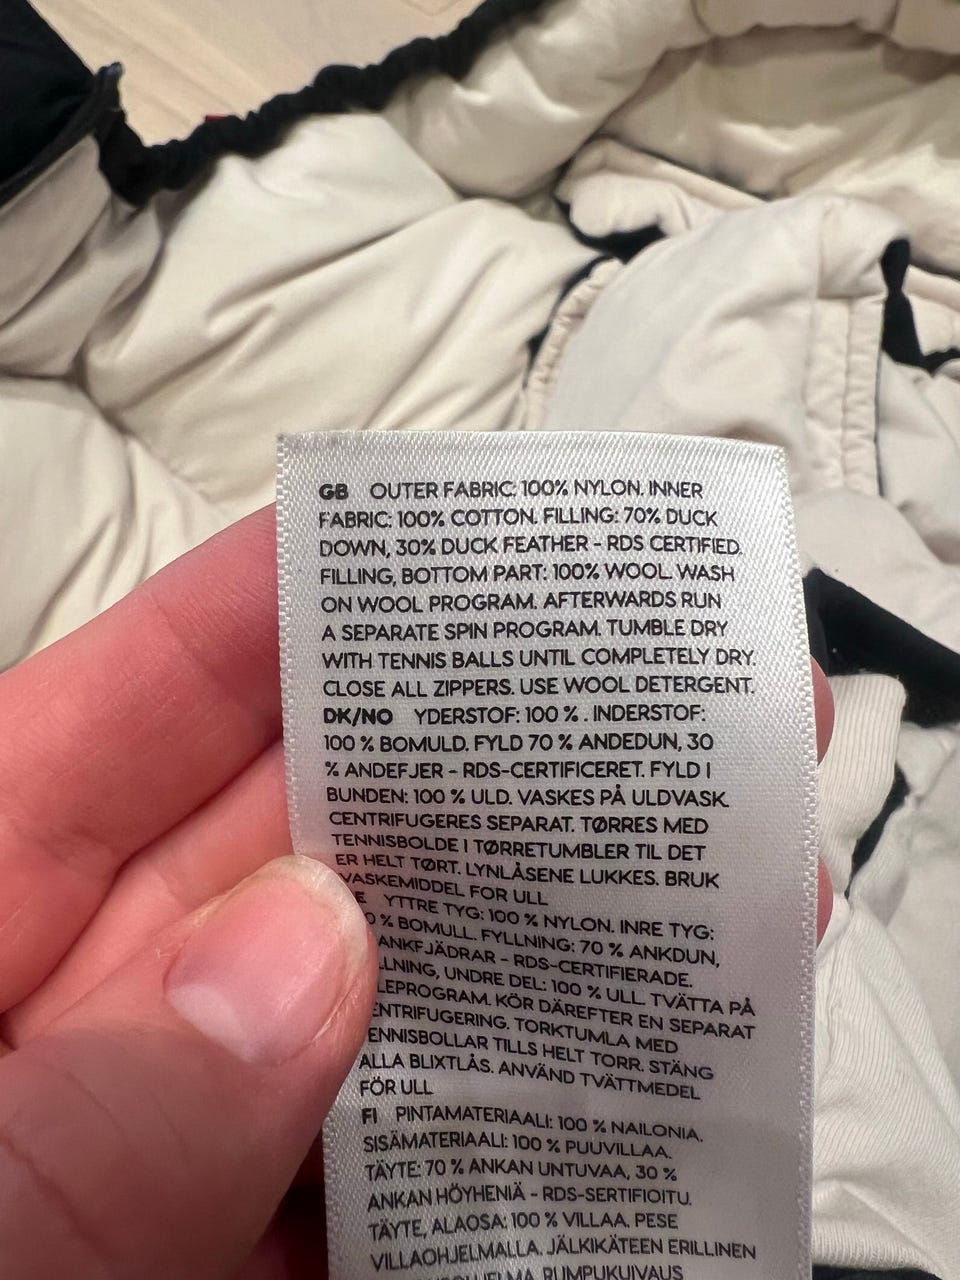 GB OUTER FABRIC: 100% NYLON. INNER
FABRIC: 100% COTTON. FILLING: 70% DUCK
DOWN, 30% DUCK FEATHER - RDS CERTIFIED.
FILLING, BOTTOM PART: 100% WOOL. WASH
ON WOOL PROGRAM. AFTERWARDS RUN
A SEPARATE SPIN PROGRAM. TUMBLE DRY
WITH TENNIS BALLS UNTIL COMPLETELY DRY.
CLOSE ALL ZIPPERS. USE WOOL DETERGENT.
DK/NO YDERSTOF: 100 % . INDERSTOF:
100 % BOMULD. FYLD 70 % ANDEDUN, 30
% ANDEFJER - RDS-CERTIFICERET. FYLD I
BUNDEN: 100 % ULD. VASKES PÅ ULDVASK.
CENTRIFUGERES SEPARAT. TØRRES MED
TENNISBOLDE I TØRRETUMBLER TIL DET
ER HELT TØRT. LYNLÅSENE LUKKES. BRUK
VASKEMIDDEL FOR ULL
YTTRE TYG: 100 % NYLON. INRE TYG:
% BOMULL. FYLLNING: 70 % ANKDUN,
ANKFJÄDRAR - RDS-CERTIFIERADE.
UNDRE DEL: 100 % ULL. TVÄTTA PÅ
KÖR DÄREFTER EN SEPARAT
TORKTUMLA MED
TILLS HELT TORR. STÄNG
ALLA BLIXTLÅS. ANVÄND TVÄTTMEDEL
FÖR ULL
FI PINTAMATERIAALI: 100 % NAILONIA.
SISÄMATERIAALI: 100 % PUUVILLAA.
TÄYTE: 70 % ANKAN UNTUVAA, 30 %
ANKAN HÖYHENIÄ - RDS-SERTIFIOITU.
TÄYTE, ALAOSA: 100 % VILLAA. PESE
VILLAOHJELMALLA. JÄLKIKÄTEEN ERILLINEN
RUMPUKUIVAUS